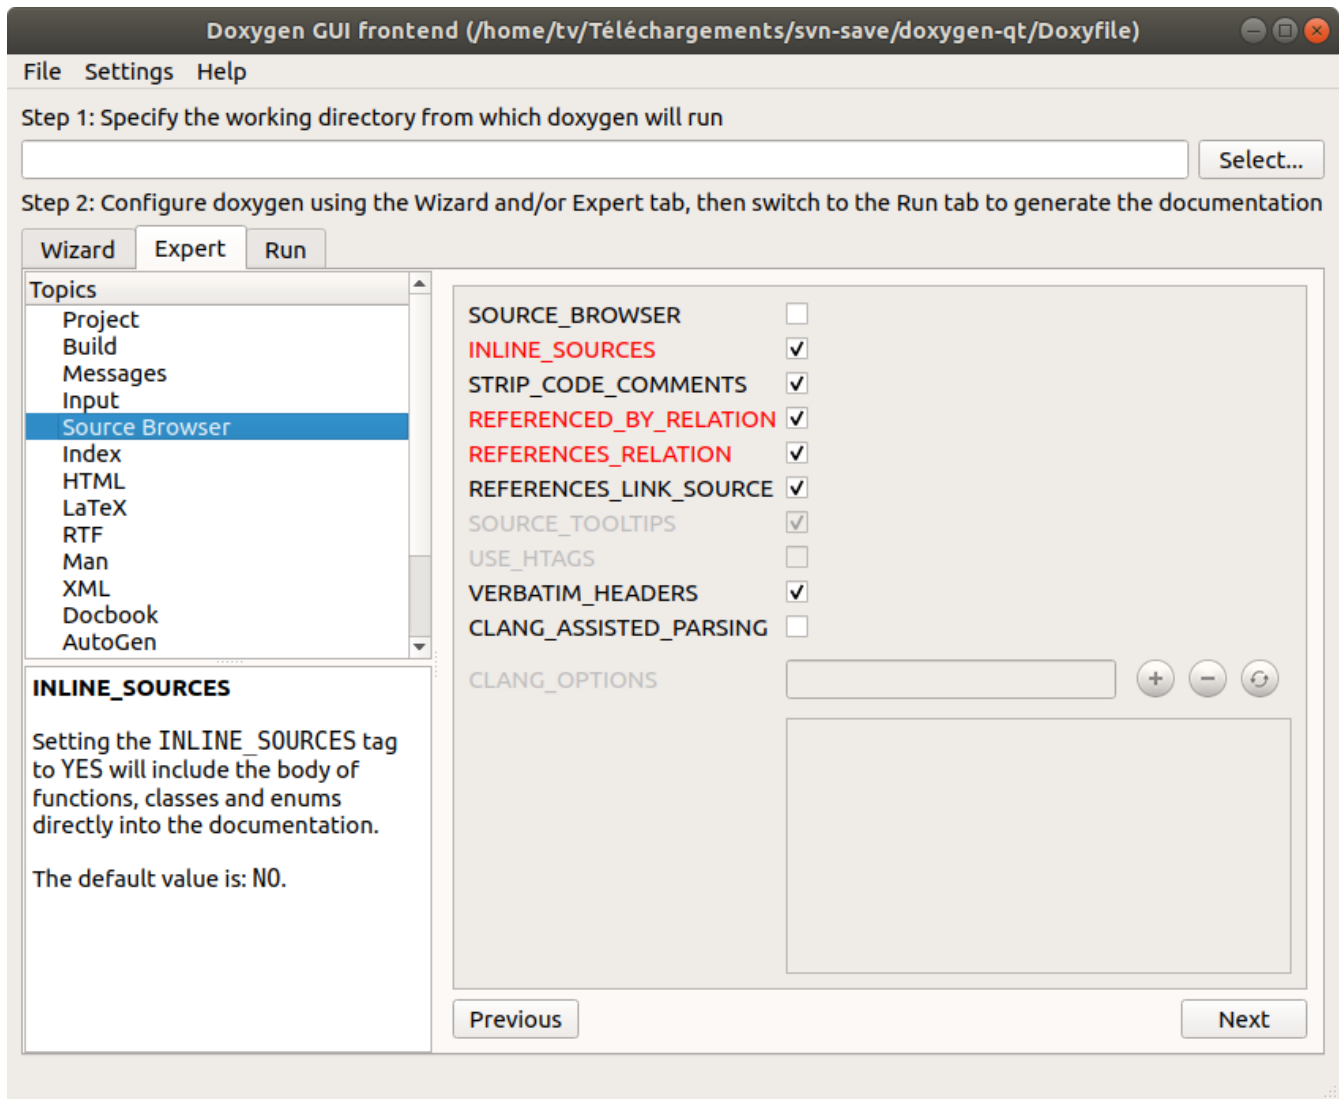 Doxygen GUI frontend (/home/tv/Téléchargements/svn-save/doxygen-qt/Doxyfile)
File Settings Help
Step 1: Specify the working directory from which doxygen will run
Select...
Step 2: Configure doxygen using the Wizard and/or Expert tab, then switch to the Run tab to generate the documentation
Wizard Expert Run
Topics
Project
Build
Messages
Input
Source Browser
Index
HTML
LaTeX
RTF
Man
XML
Docbook
AutoGen
INLINE_SOURCES
Setting the INLINE_SOURCES tag
to YES will include the body of
functions, classes and enums
directly into the documentation.
The default value is: NO.
SOURCE_BROWSER
INLINE_SOURCES
STRIP_CODE_COMMENTS
REFERENCED_BY_RELATION
REFERENCES_RELATION
REFERENCES_LINK_SOURCE
SOURCE_TOOLTIPS
USE_HTAGS
VERBATIM_HEADERS
CLANG_ASSISTED_PARSING
CLANG_OPTIONS
Previous Next